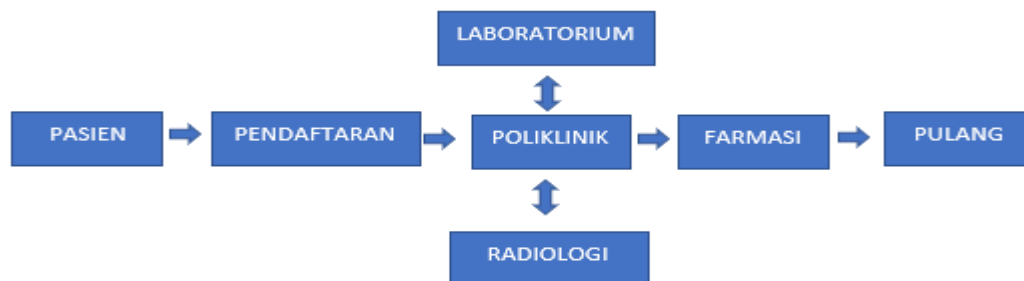 LABORATORIUM
PASIEN
PENDAFTARAN
POLIKLINIK
FARMASI
PULANG
RADIOLOGI